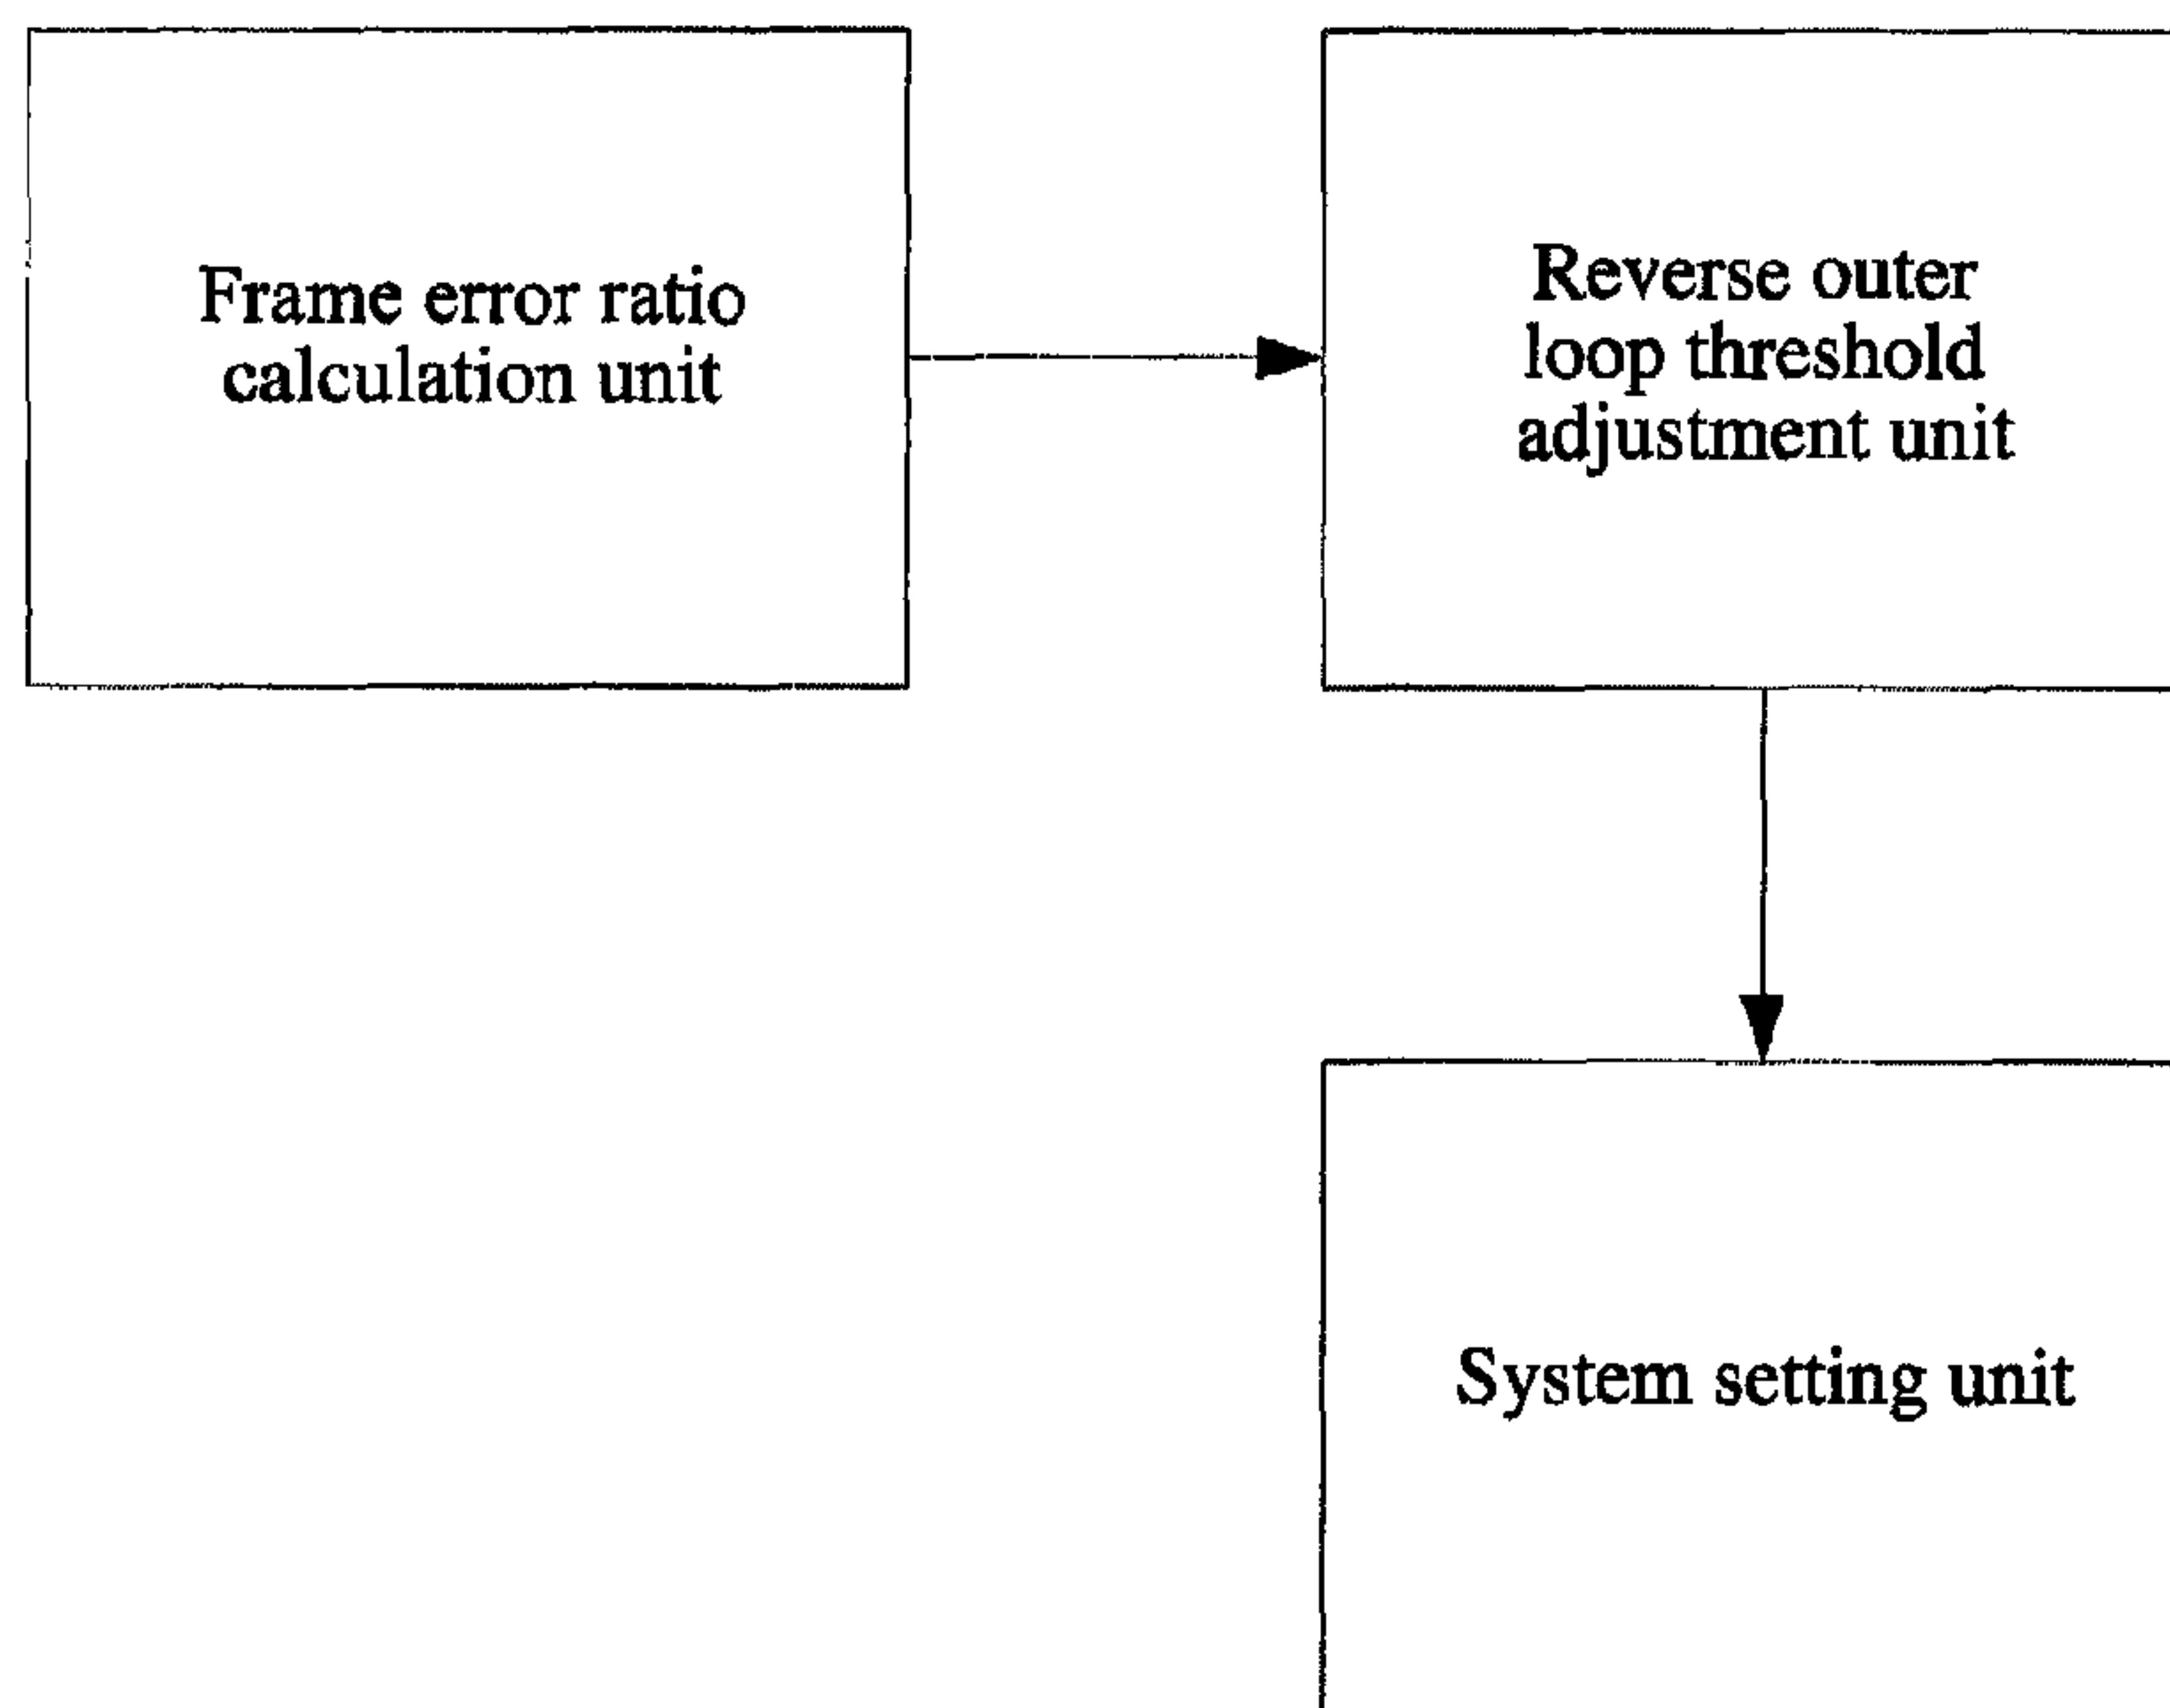 Frame error ratio
calculation unit
Reverse outer
loop threshold
adjustment unit
System setting unit